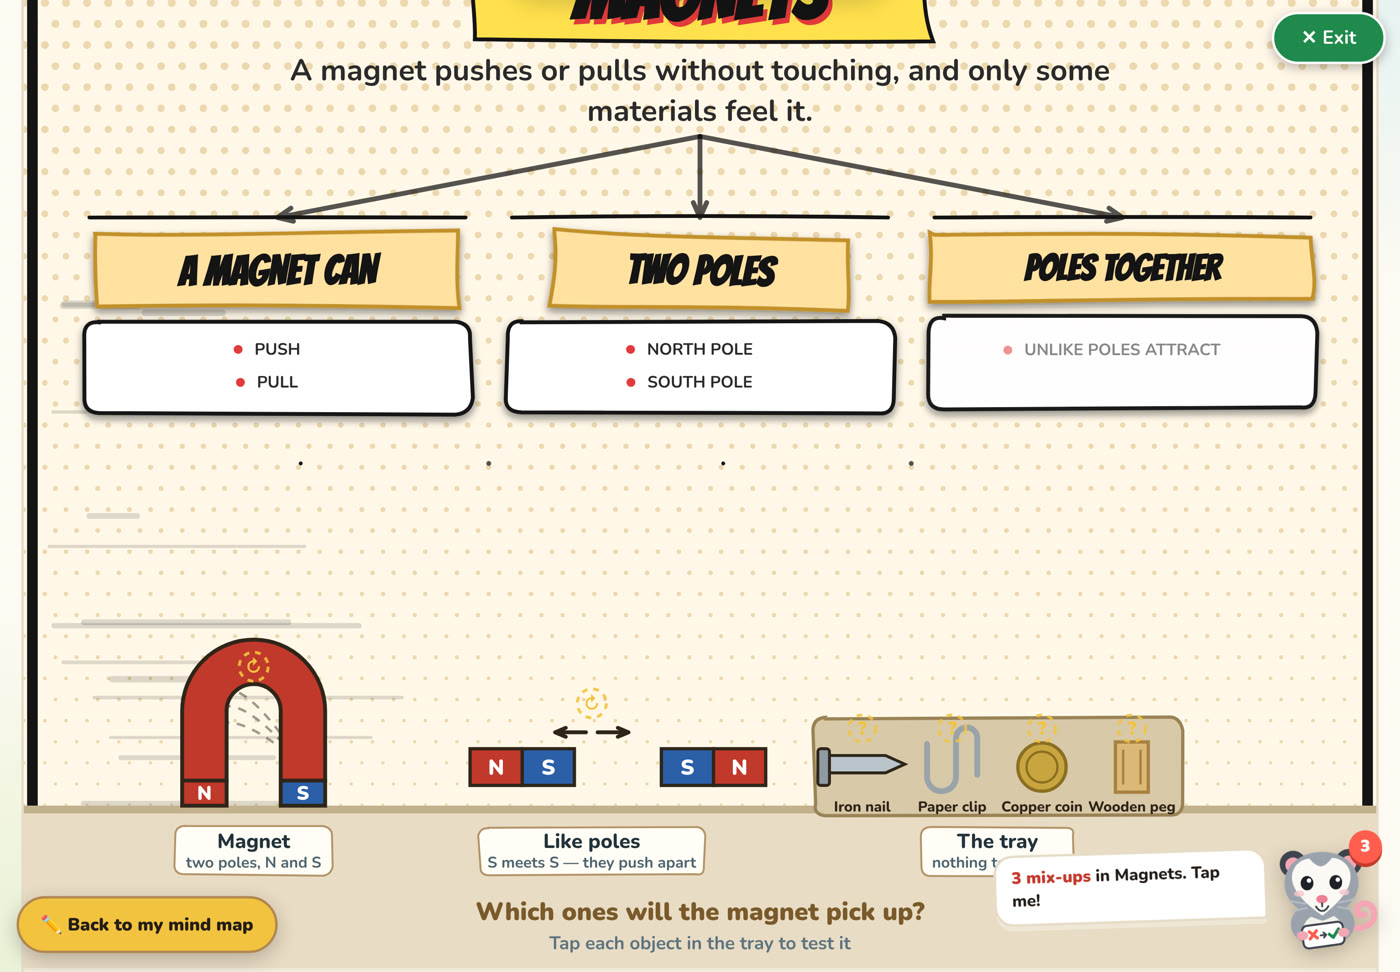 MAGNETS
✕ Exit
A magnet pushes or pulls without touching, and only some
materials feel it.
A MAGNET CAN
TWO POLES
POLES TOGETHER
PUSH
PULL
NORTH POLE
SOUTH POLE
UNLIKE POLES ATTRACT
N
S
N
S
S
N
?
?
?
?
Iron nail
Paper clip
Copper coin
Wooden peg
Magnet
two poles, N and S
Like poles
S meets S — they push apart
The tray
nothing
3
3 mix-ups in Magnets. Tap
me!
✏️ Back to my mind map
Which ones will the magnet pick up?
Tap each object in the tray to test it